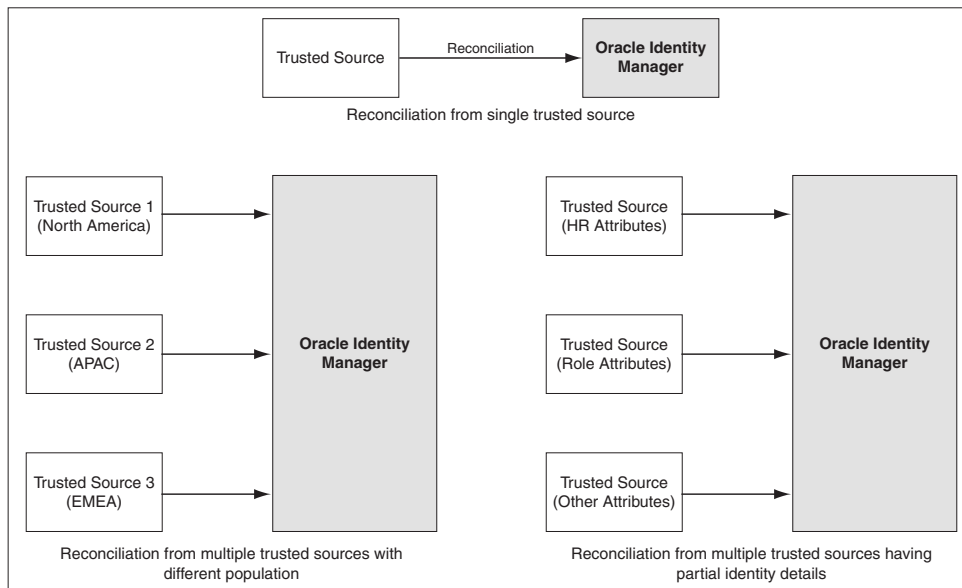 Trusted Source
Reconciliation
Oracle Identity
Manager
Reconciliation from single trusted source
Trusted Source 1
(North America)
Trusted Source 2
(APAC)
Trusted Source 3
(EMEA)
Oracle Identity
Manager
Reconciliation from multiple trusted sources with
different population
Trusted Source
(HR Attributes)
Trusted Source
(Role Attributes)
Trusted Source
(Other Attributes)
Oracle Identity
Manager
Reconciliation from multiple trusted sources having
partial identity details